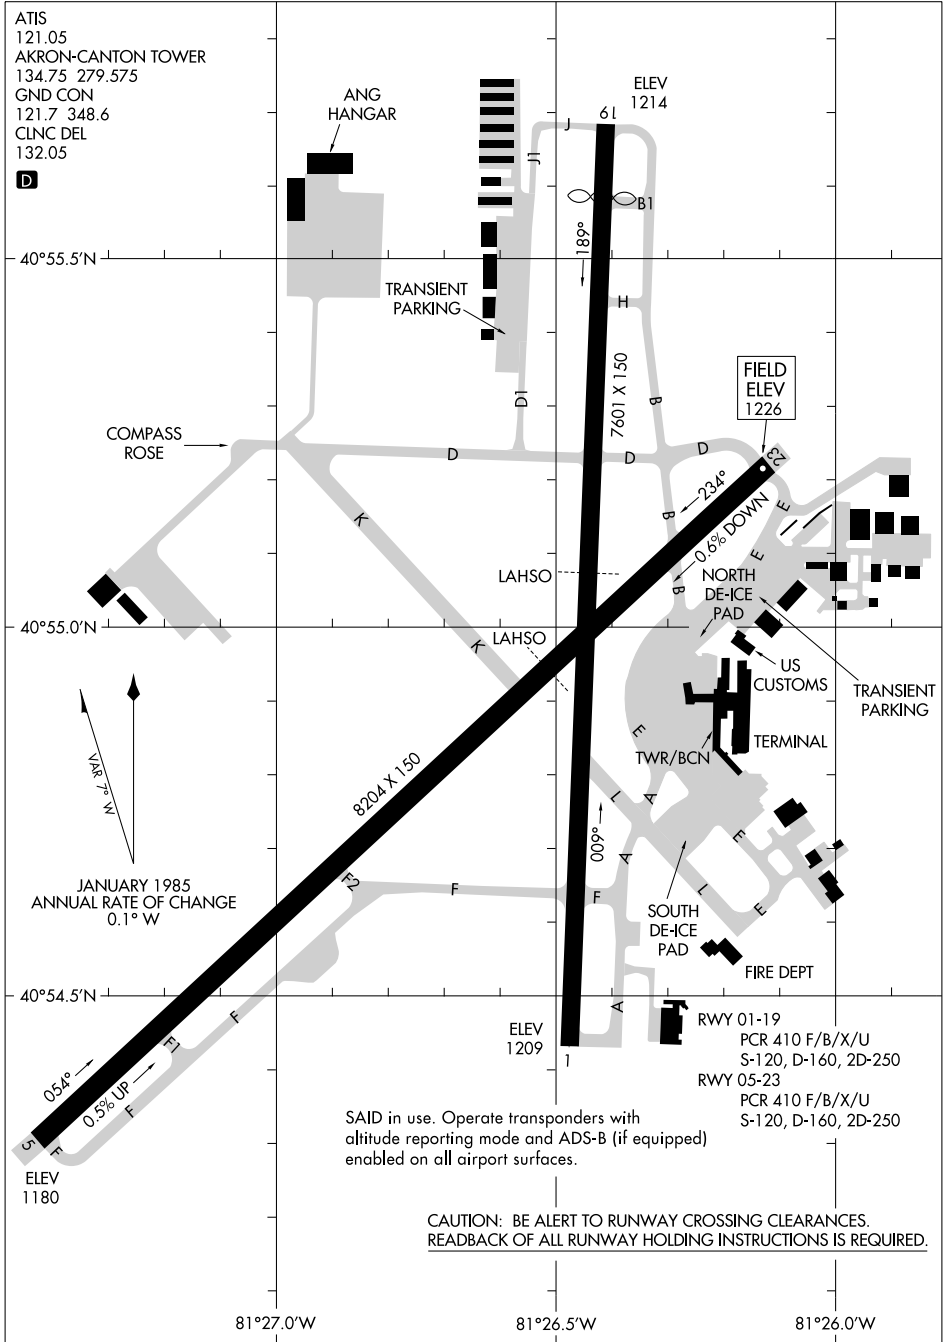 ATIS
121.05
AKRON-CANTON TOWER
134.75 279.575
GND CON
121.7 348.6
CLNC DEL
132.05
D
ANG
HANGAR
ELEV
1214
19
J
J1
B1
189°
40°55.5'N
TRANSIENT
PARKING
H
7601 X 150
FIELD
ELEV
1226
D1
B
COMPASS
ROSE
D
D
D
23
234°
0.6% DOWN
K
B
E
E
LAHSO
NORTH
DE-ICE
PAD
B
40°55.0'N
LAHSO
K
US
CUSTOMS
TRANSIENT
PARKING
E
TWR/BCN
TERMINAL
VAR 7° W
8204 X 150
L
A
009°
E
A
JANUARY 1985
ANNUAL RATE OF CHANGE
0.1° W
F2
F
F
L
E
SOUTH
DE-ICE
PAD
FIRE DEPT
40°54.5'N
F
A
ELEV
1209
1
RWY 01-19
PCR 410 F/B/X/U
S-120, D-160, 2D-250
RWY 05-23
PCR 410 F/B/X/U
S-120, D-160, 2D-250
F1
054°
0.5% UP
F
5
F
ELEV
1180
SAID in use. Operate transponders with
altitude reporting mode and ADS-B (if equipped)
enabled on all airport surfaces.
CAUTION: BE ALERT TO RUNWAY CROSSING CLEARANCES.
READBACK OF ALL RUNWAY HOLDING INSTRUCTIONS IS REQUIRED.
81°27.0'W
81°26.5'W
81°26.0'W